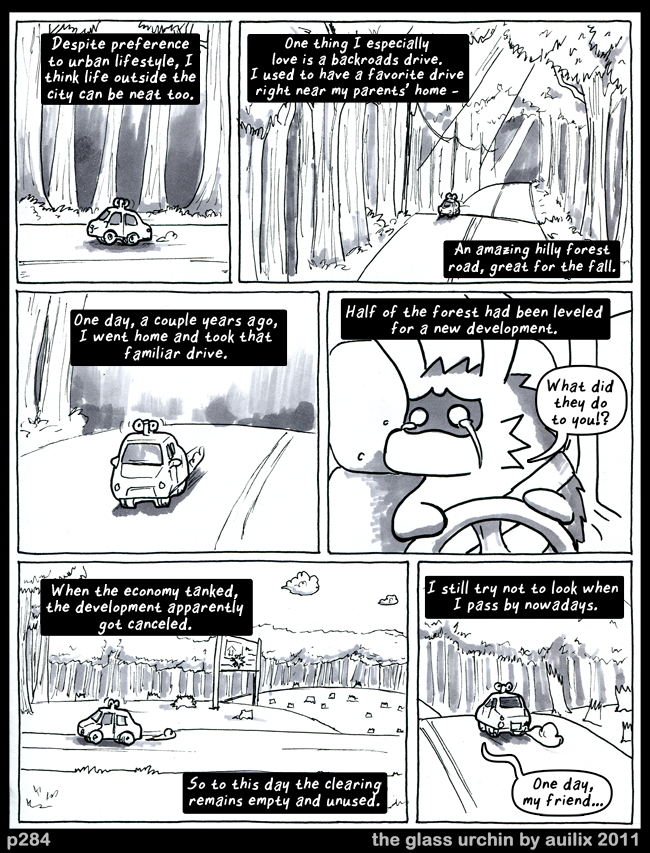 Despite preference
to urban lifestyle, I
think life outside the
city can be neat too.
One thing I especially
love is a backroads drive.
I used to have a favorite drive
right near my parents' home -
An amazing hilly forest
road, great for the fall.
One day, a couple years ago,
I went home and took that
familiar drive.
Half of the forest had been leveled
for a new development.
What did
they do
to you!?
When the economy tanked,
the development apparently
got canceled.
So to this day the clearing
remains empty and unused.
I still try not to look when
I pass by nowadays.
One day,
my friend...
p284
the glass urchin by auilix 2011